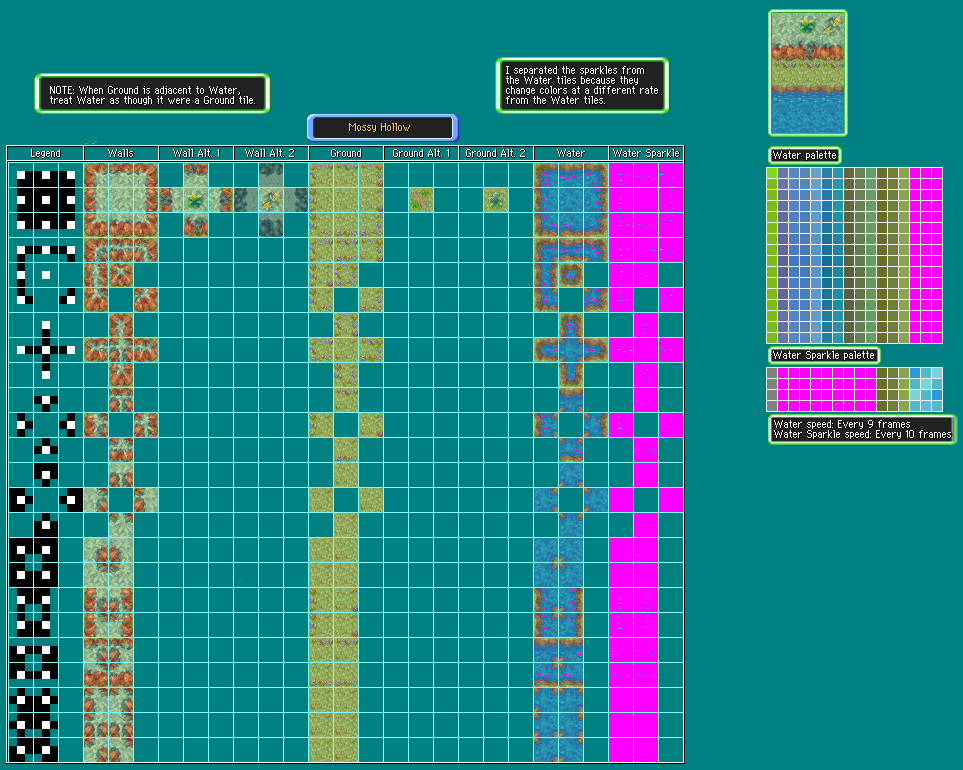 NOTE: When Ground is adjacent to Water,
treat Water as though it were a Ground tile.
I separated the sparkles from
the Water tiles because they
change colors at a different rate
from the Water tiles.
Mossy Hollow
Legend Walls Wall Alt. 1 Wall Alt. 2 Ground Ground Alt. 1 Ground Alt. 2 Water Water Sparkle
Water palette
Water Sparkle palette
Water speed: Every 9 frames
Water Sparkle speed: Every 10 frames